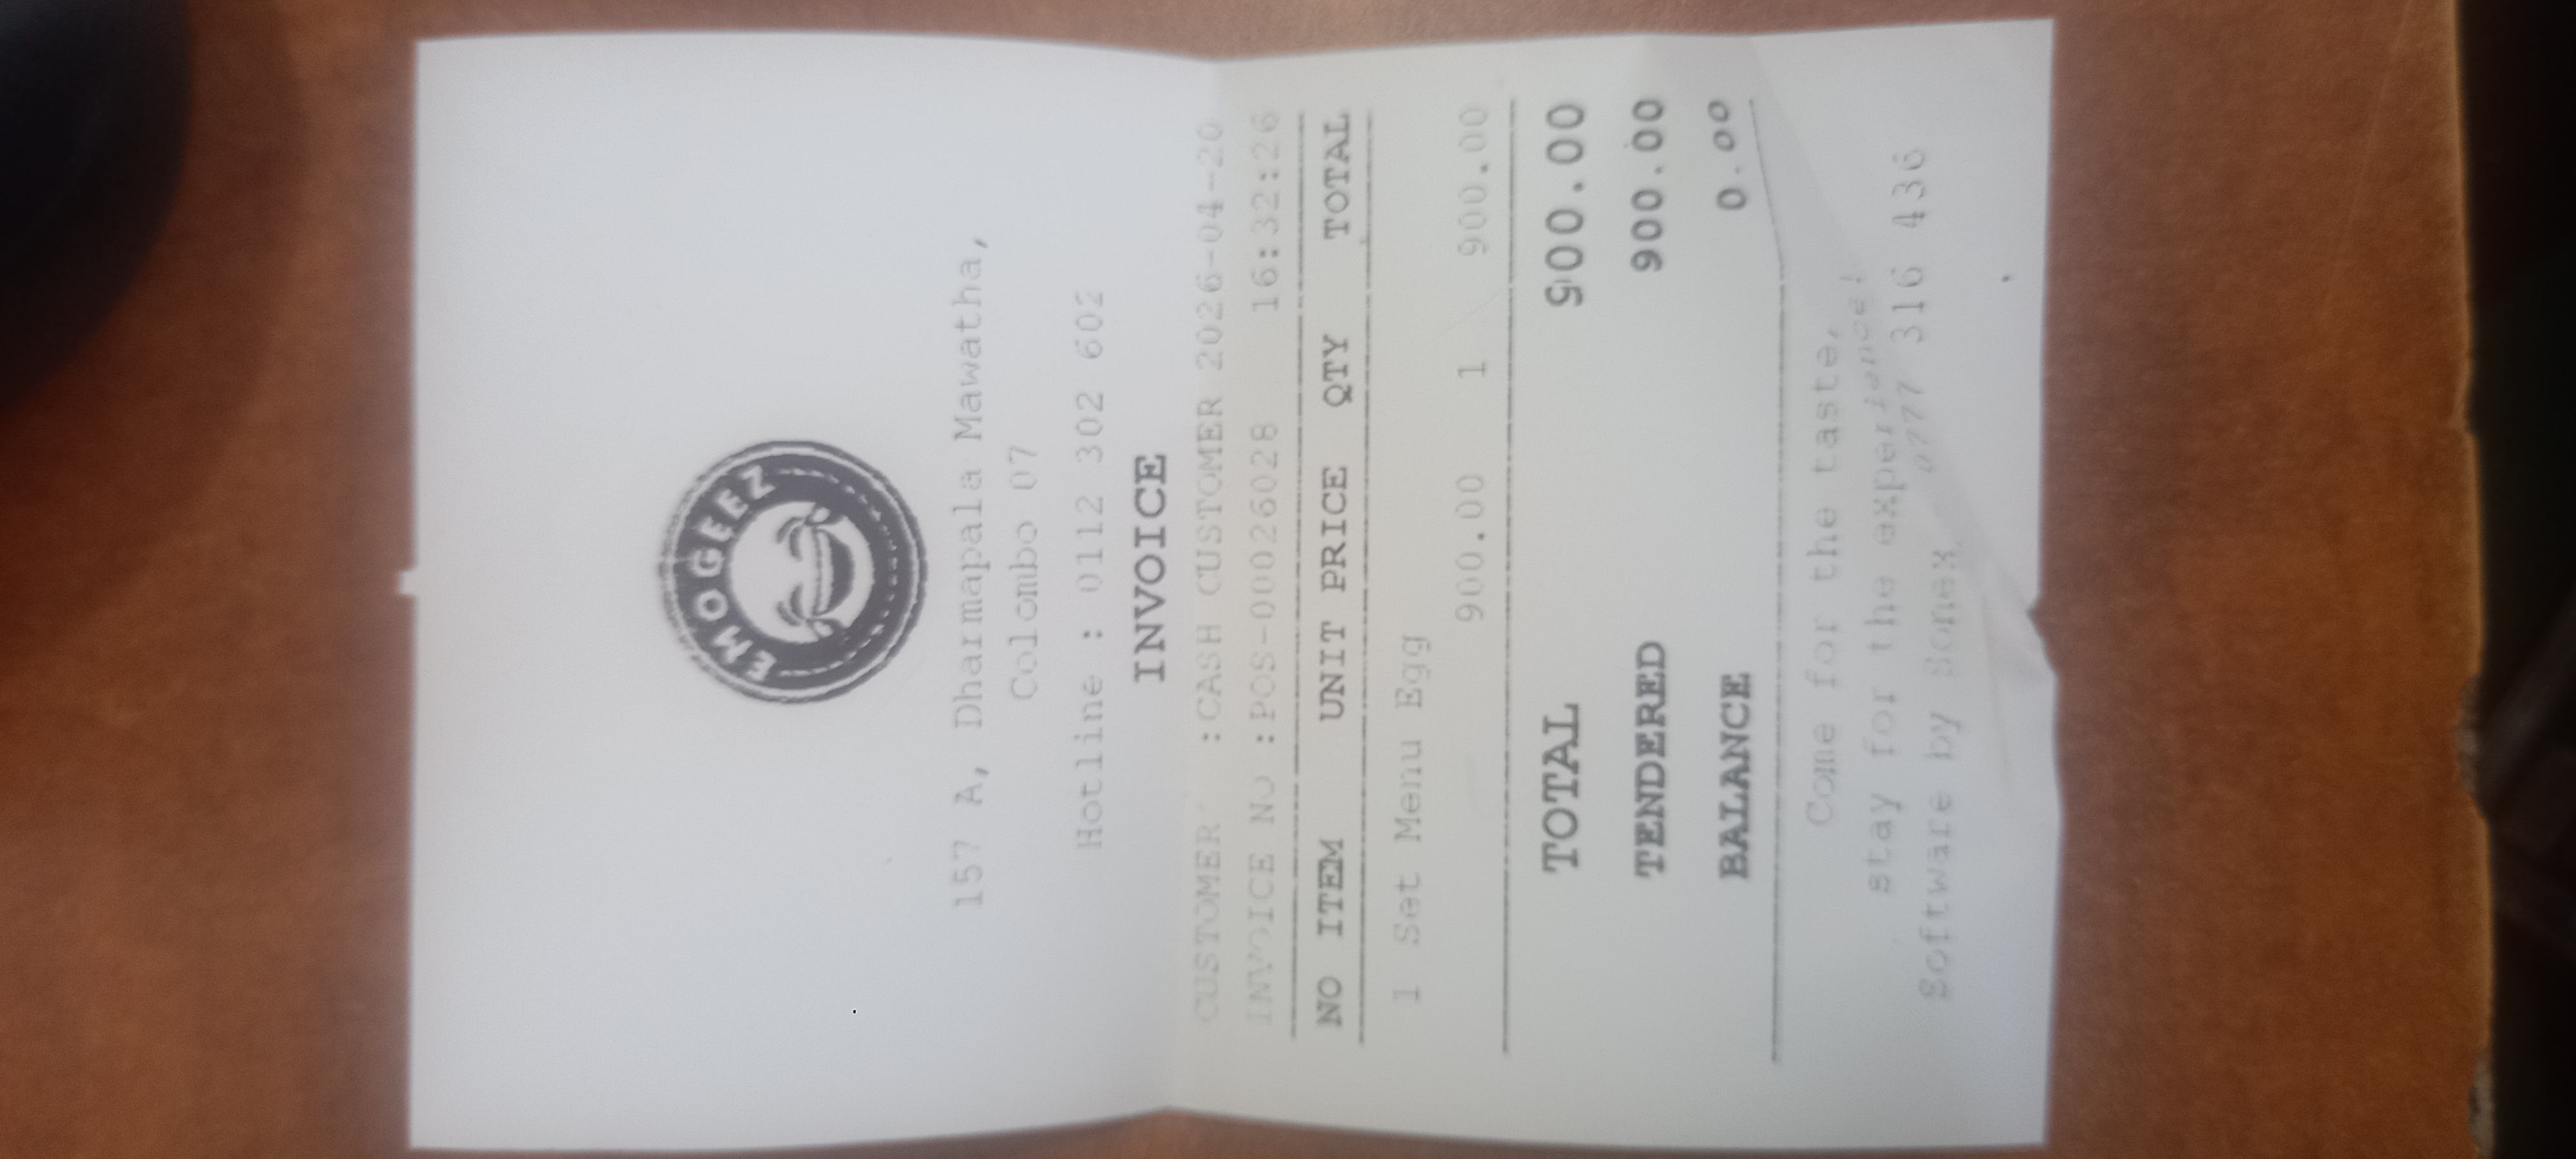 EMOGEEZ
157 A, Dharmapala Mawatha,
Colombo 07
Hotline : 0112 302 602
INVOICE
CUSTOMER : CASH CUSTOMER 2026-04-20
INVOICE NO : POS-00026028 16:32:26
NO ITEM UNIT PRICE QTY TOTAL
1 Set Menu Egg
900.00 1 900.00
TOTAL 900.00
TENDERED 900.00
BALANCE 0.00
Come for the taste,
stay for the experience!
Software by Sonex 0777 316 436